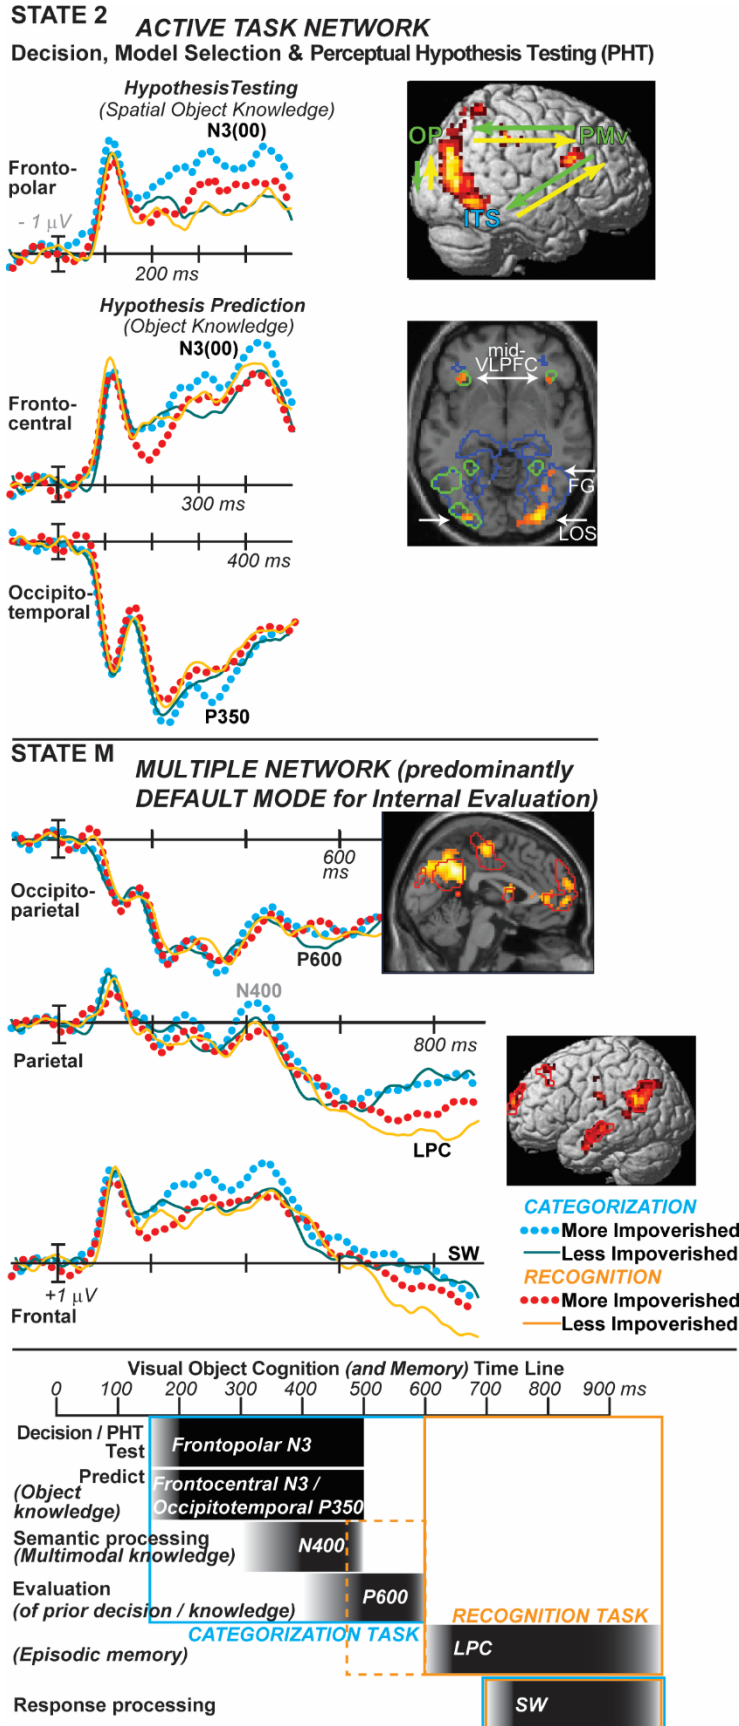 STATE 2
ACTIVE TASK NETWORK
Decision, Model Selection & Perceptual Hypothesis Testing (PHT)
HypothesisTesting
(Spatial Object Knowledge)
N3(00)
Fronto-
polar
- 1 µV
200 ms
OP
PMv
ITS
Hypothesis Prediction
(Object Knowledge)
N3(00)
Fronto-
central
300 ms
mid-
VLPFC
FG
LOS
400 ms
Occipito-
temporal
P350
STATE M
MULTIPLE NETWORK (predominantly
DEFAULT MODE for Internal Evaluation)
600
ms
Occipito-
parietal
P600
N400
800 ms
Parietal
LPC
SW
+1 µV
Frontal
CATEGORIZATION
More Impoverished
Less Impoverished
RECOGNITION
More Impoverished
Less Impoverished
Visual Object Cognition (and Memory) Time Line
0 100 200 300 400 500 600 700 800 900 ms
Decision / PHT
Test
Frontopolar N3
Predict
(Object
knowledge)
Frontocentral N3 /
Occipitotemporal P350
Semantic processing
(Multimodal knowledge)
N400
Evaluation
(of prior decision / knowledge)
P600
CATEGORIZATION TASK
RECOGNITION TASK
(Episodic memory)
LPC
Response processing
SW